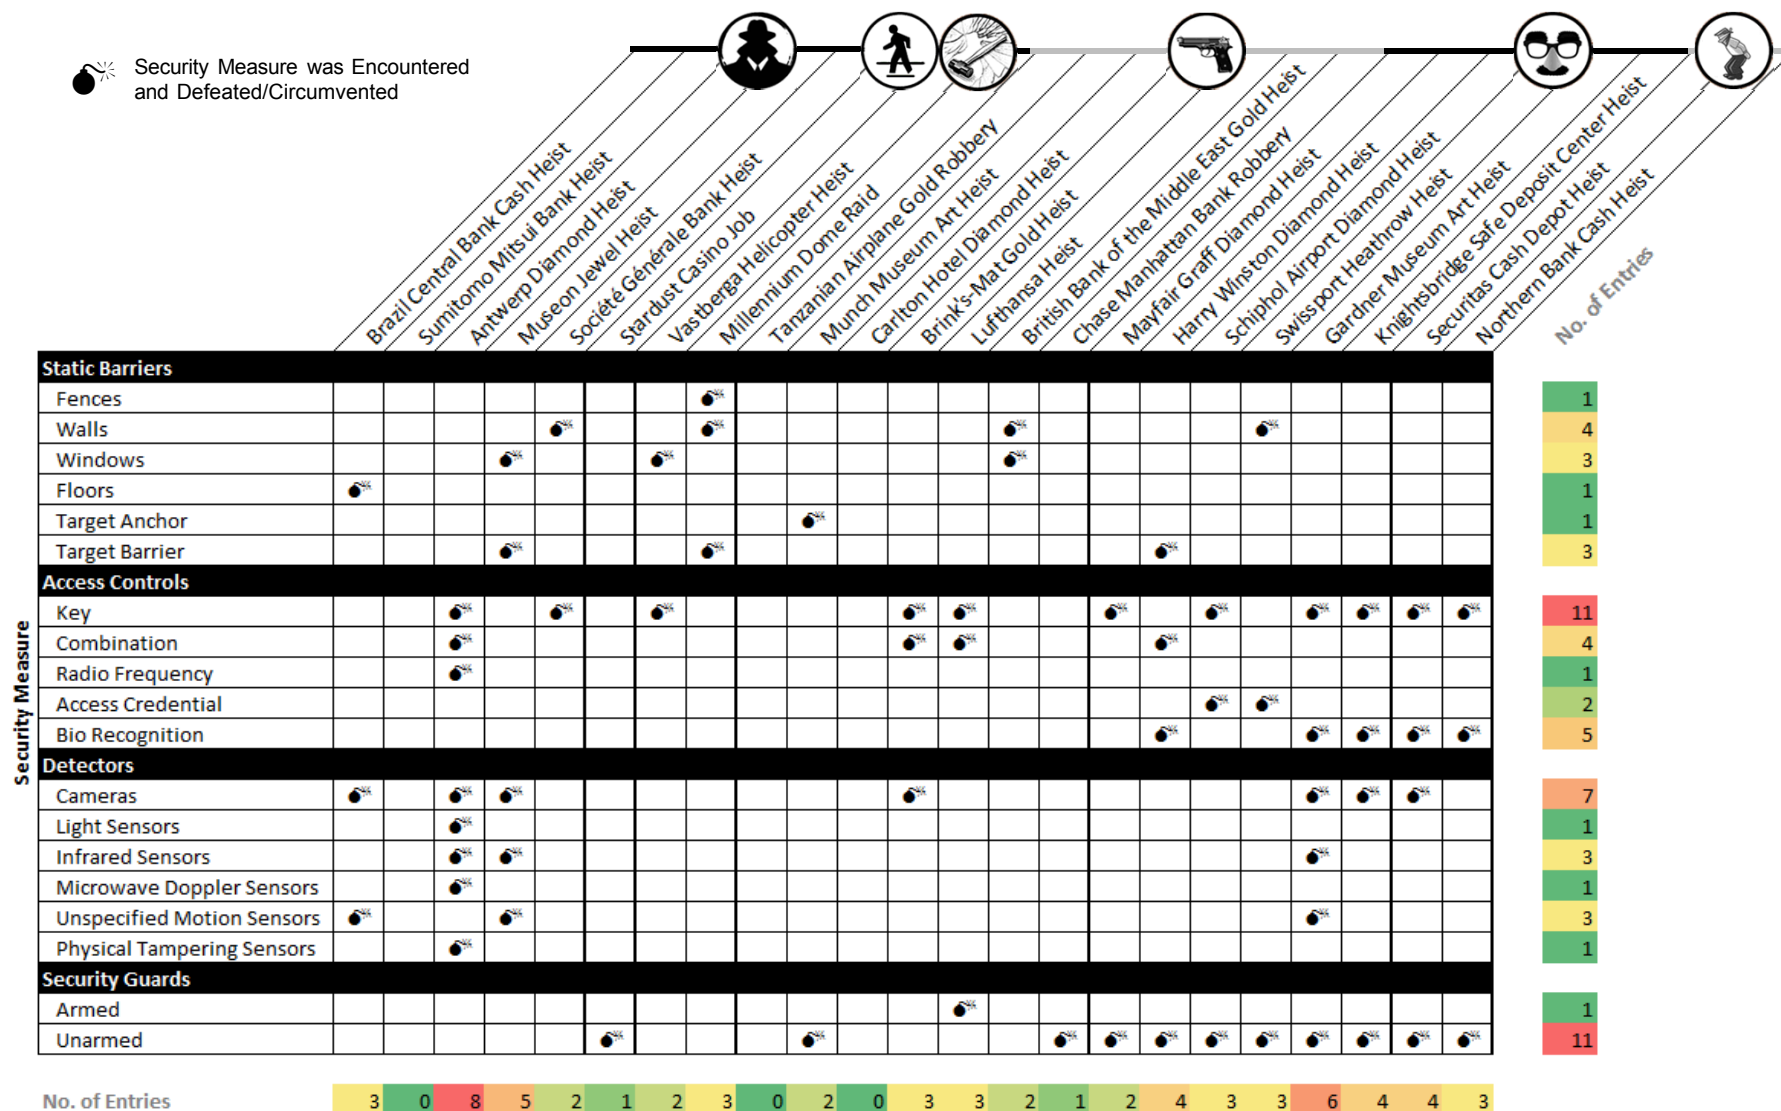 Security Measure was Encountered
and Defeated/Circumvented
Brazil Central Bank Cash Heist
Sumitomo Mitsui Bank Heist
Antwerp Diamond Heist
Museon Jewel Heist
Société Générale Bank Heist
Stardust Casino Job
Vastberga Helicopter Heist
Millennium Dome Raid
Tanzanian Airplane Gold Robbery
Munch Museum Art Heist
Carlton Hotel Diamond Heist
Brink's-Mat Gold Heist
Lufthansa Heist
British Bank of the Middle East Gold Heist
Chase Manhattan Bank Robbery
Mayfair Graff Diamond Heist
Harry Winston Diamond Heist
Schiphol Airport Diamond Heist
Swissport Heathrow Heist
Gardner Museum Art Heist
Knightsbridge Safe Deposit Center Heist
Securitas Cash Depot Heist
Northern Bank Cash Heist
No. of Entries
Security Measure
Static Barriers
Fences 1
Walls 4
Windows 3
Floors 1
Target Anchor 1
Target Barrier 3
Access Controls
Key 11
Combination 4
Radio Frequency 1
Access Credential 2
Bio Recognition 5
Detectors
Cameras 7
Light Sensors 1
Infrared Sensors 3
Microwave Doppler Sensors 1
Unspecified Motion Sensors 3
Physical Tampering Sensors 1
Security Guards
Armed 1
Unarmed 11
No. of Entries 3 0 8 5 2 1 2 3 0 2 0 3 3 2 1 2 4 3 3 6 4 4 3